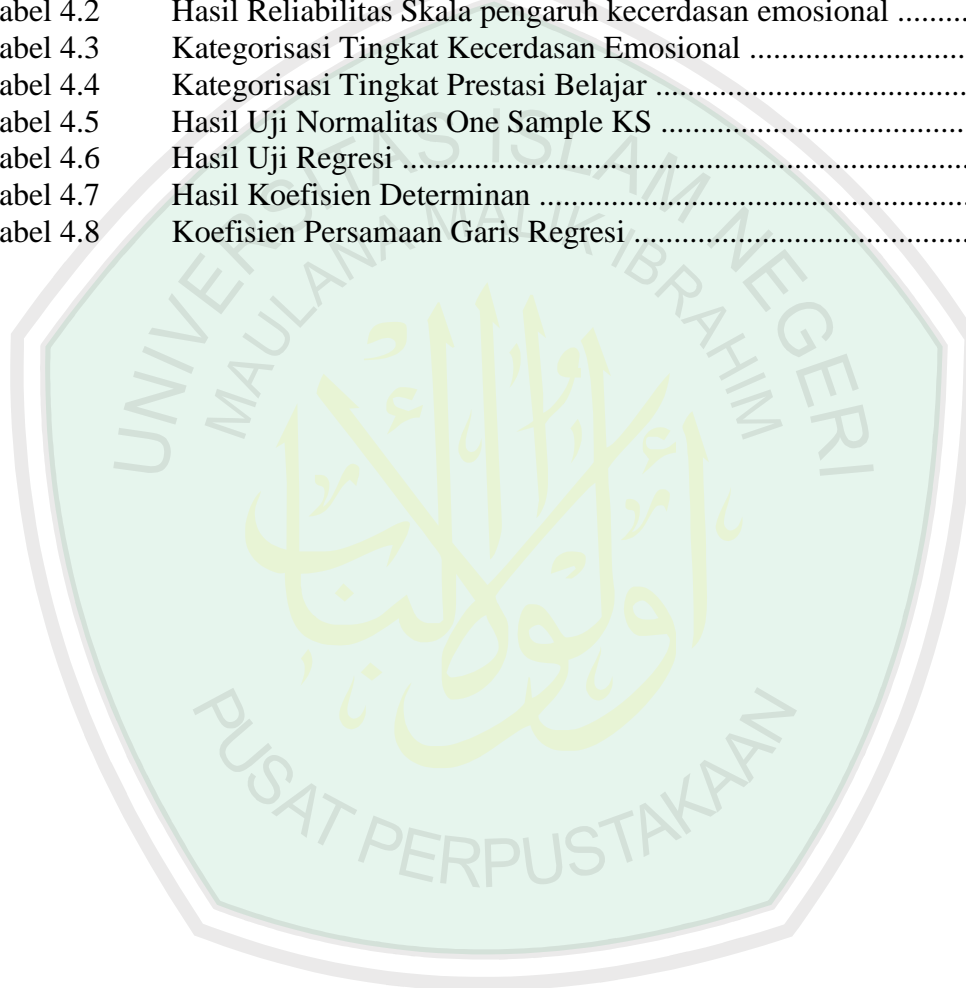 abel 4.2 Hasil Reliabilitas Skala pengaruh kecerdasan emosional ..........
abel 4.3 Kategorisasi Tingkat Kecerdasan Emosional ................................
abel 4.4 Kategorisasi Tingkat Prestasi Belajar ..............................................
abel 4.5 Hasil Uji Normalitas One Sample KS .............................................
abel 4.6 Hasil Uji Regresi ...................................................................................
abel 4.7 Hasil Koefisien Determinan ................................................................
abel 4.8 Koefisien Persamaan Garis Regresi ..................................................
UNIVERSITAS ISLAM NEGERI
MAULANA MALIK IBRAHIM
PUSAT PERPUSTAKAAN